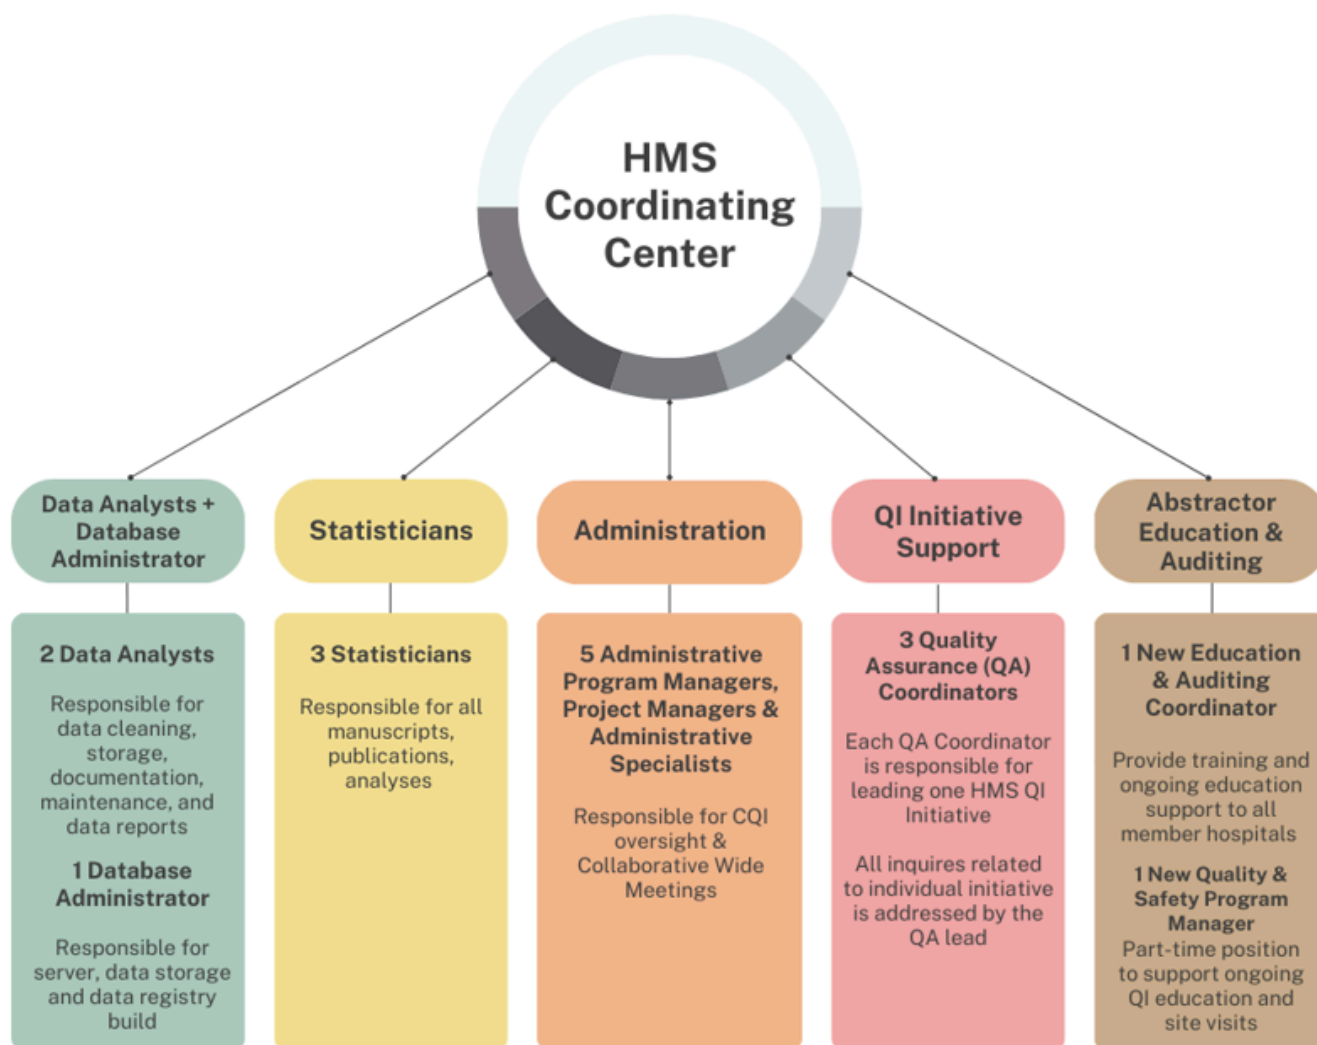 HMS
Coordinating
Center
Data Analysts +
Database
Administrator
2 Data Analysts
Responsible for
data cleaning,
storage,
documentation,
maintenance, and
data reports
1 Database
Administrator
Responsible for
server, data storage
and data registry
build
Statisticians
3 Statisticians
Responsible for all
manuscripts,
publications,
analyses
Administration
5 Administrative
Program Managers,
Project Managers &
Administrative
Specialists
Responsible for CQI
oversight &
Collaborative Wide
Meetings
QI Initiative
Support
3 Quality
Assurance (QA)
Coordinators
Each QA Coordinator
is responsible for
leading one HMS QI
Initiative
All inquires related
to individual initiative
is addressed by the
QA lead
Abstractor
Education &
Auditing
1 New Education
& Auditing
Coordinator
Provide training and
ongoing education
support to all
member hospitals
1 New Quality &
Safety Program
Manager
Part-time position
to support ongoing
QI education and
site visits